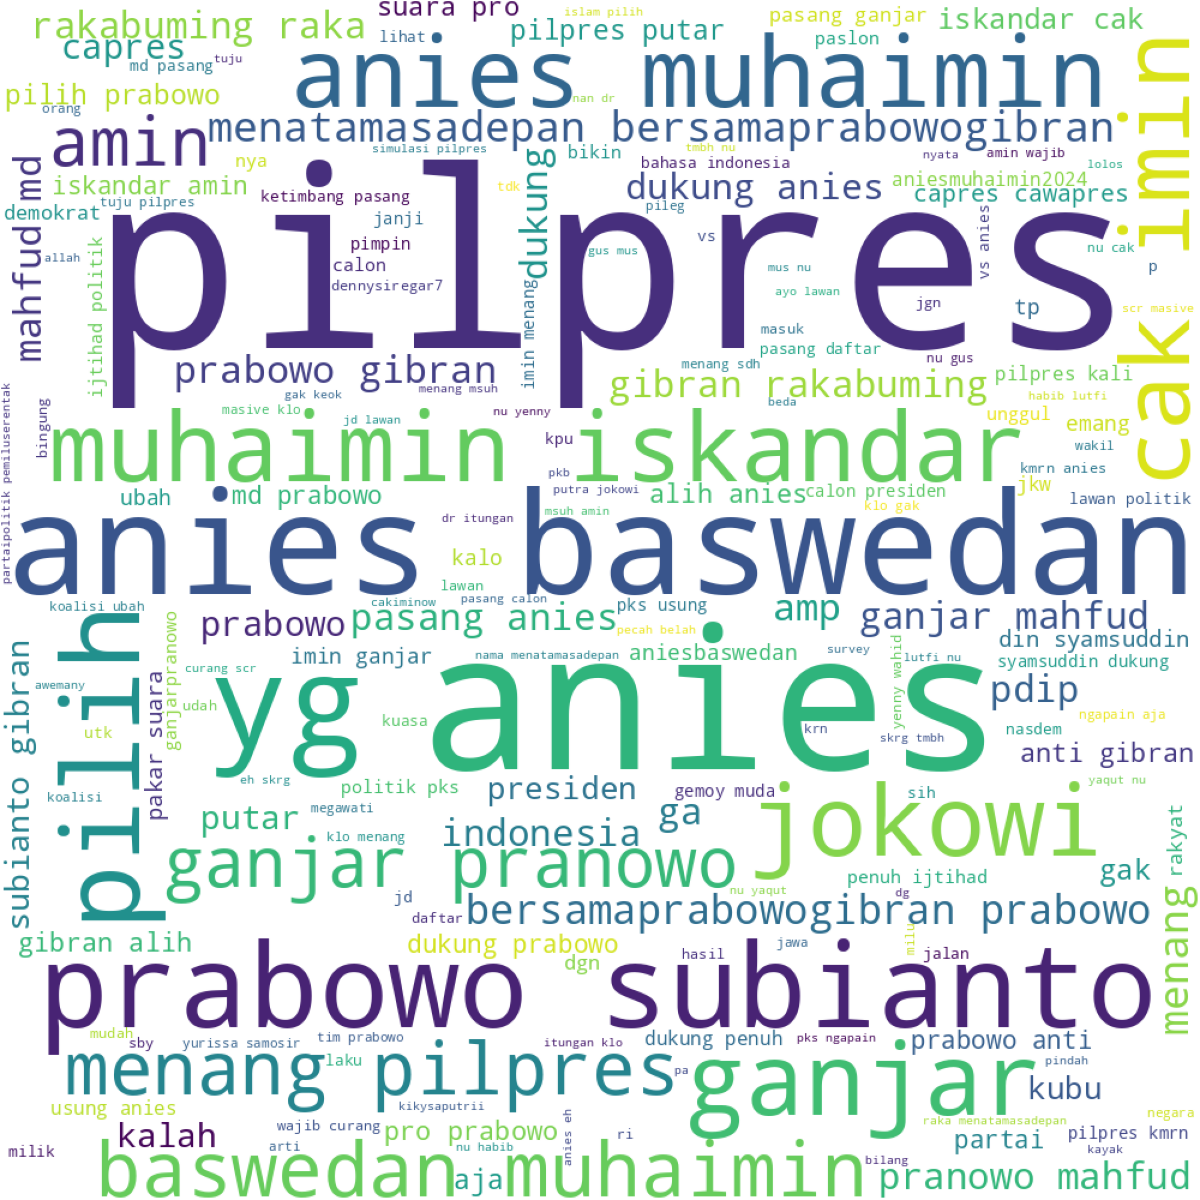 suara pro
islam pilih
pasang ganjar
iskandar cak
rakabuming raka
lihat
pilpres putar
paslon
capres
md pasang
tuju
anies muhaimin
cak imin
pilih prabowo
orang
nan dr
amin
menatamasadepan bersamaprabowogibran
simulasi pilpres
tmbh nu
nya
bikin
bahasa indonesia
nyata
amin wajib
lolos
mahfud md
iskandar amin
ketimbang pasang
tdk
dukung
dukung anies
aniesmuhaimin2024
tuju pilpres
capres cawapres
demokrat
janji
pileg
pilpres
pimpin
vs
vs anies
gus mus
nu cak
allah
calon
mus nu
p
ijtihad politik
dennysiregar7
ayo lawan
jgn
tp
scr masive
imin menang
masuk
pasang daftar
prabowo gibran
menang sdh
nu gus
gibran rakabuming
pilpres kali
menang msuh
gak keok
habib lutfi
partaipolitik pemiluserentak
bingung
masive klo
jd lawan
nu yenny
beda
unggul
emang
muhaimin iskandar
kpu
wakil
pkb
kmrn anies
jkw
ubah
md prabowo
putra jokowi
alih anies
calon presiden
lawan politik
msuh amin
klo gak
dr itungan
anies baswedan
kalo
lawan
koalisi ubah
cakiminow
pasang calon
pks usung
amp
ganjar mahfud
prabowo
pasang anies
pecah belah
din syamsuddin
subianto gibran
pilih
ganjarpranowo
curang scr
imin ganjar
nama menatamasadepan
aniesbaswedan
survey
yenny wahid
lutfi nu
syamsuddin dukung
awemany
pakar suara
udah
yg
anies
pdip
kuasa
krn
ngapain aja
utk
nasdem
skrg tmbh
anti gibran
eh skrg
koalisi
politik pks
presiden
gemoy muda
jokowi
sih
yaqut nu
megawati
putar
klo menang
indonesia
ga
rakyat
ganjar pranowo
penuh ijtihad
gak
nu yaqut
dg
jd
daftar
bersamaprabowogibran prabowo
menang
gibran alih
dukung prabowo
jawa
milu
hasil
jalan
dgn
prabowo subianto
mudah
sby
yurissa samosir
tim prabowo
itungan klo
dukung penuh
pks ngapain
prabowo anti
laku
menang pilpres
pa
ganjar
pindah
kubu
usung anies
kikysaputrii
kalah
wajib curang
pro prabowo
anies eh
ri
raka menatamasadepan
negara
partai
pilpres kmrn
milik
arti
nu habib
kayak
bilang
baswedan muhaimin
aja
pranowo mahfud